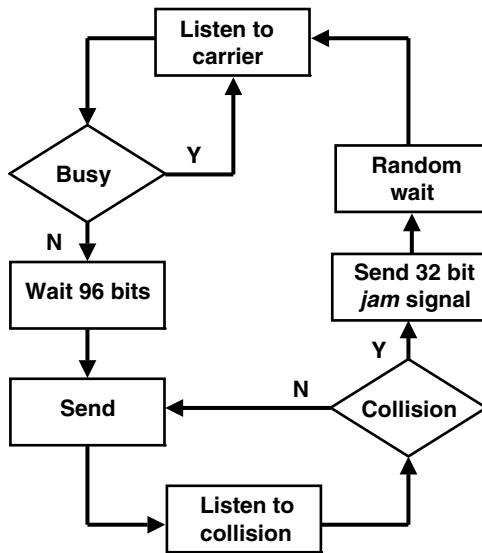 Listen to
carrier
Busy
Y
N
Wait 96 bits
Send
Listen to
collision
Collision
N
Y
Send 32 bit
jam signal
Random
wait